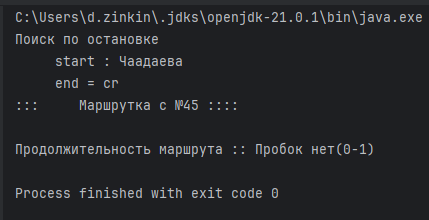 C:\Users\d.zinkin\.jdks\openjdk-21.0.1\bin\java.exe
Поиск по остановке
start : Чаадаева
end = cr
::: Маршрутка с №45 ::::
Продолжительность маршрута :: Пробок нет(0-1)
Process finished with exit code 0